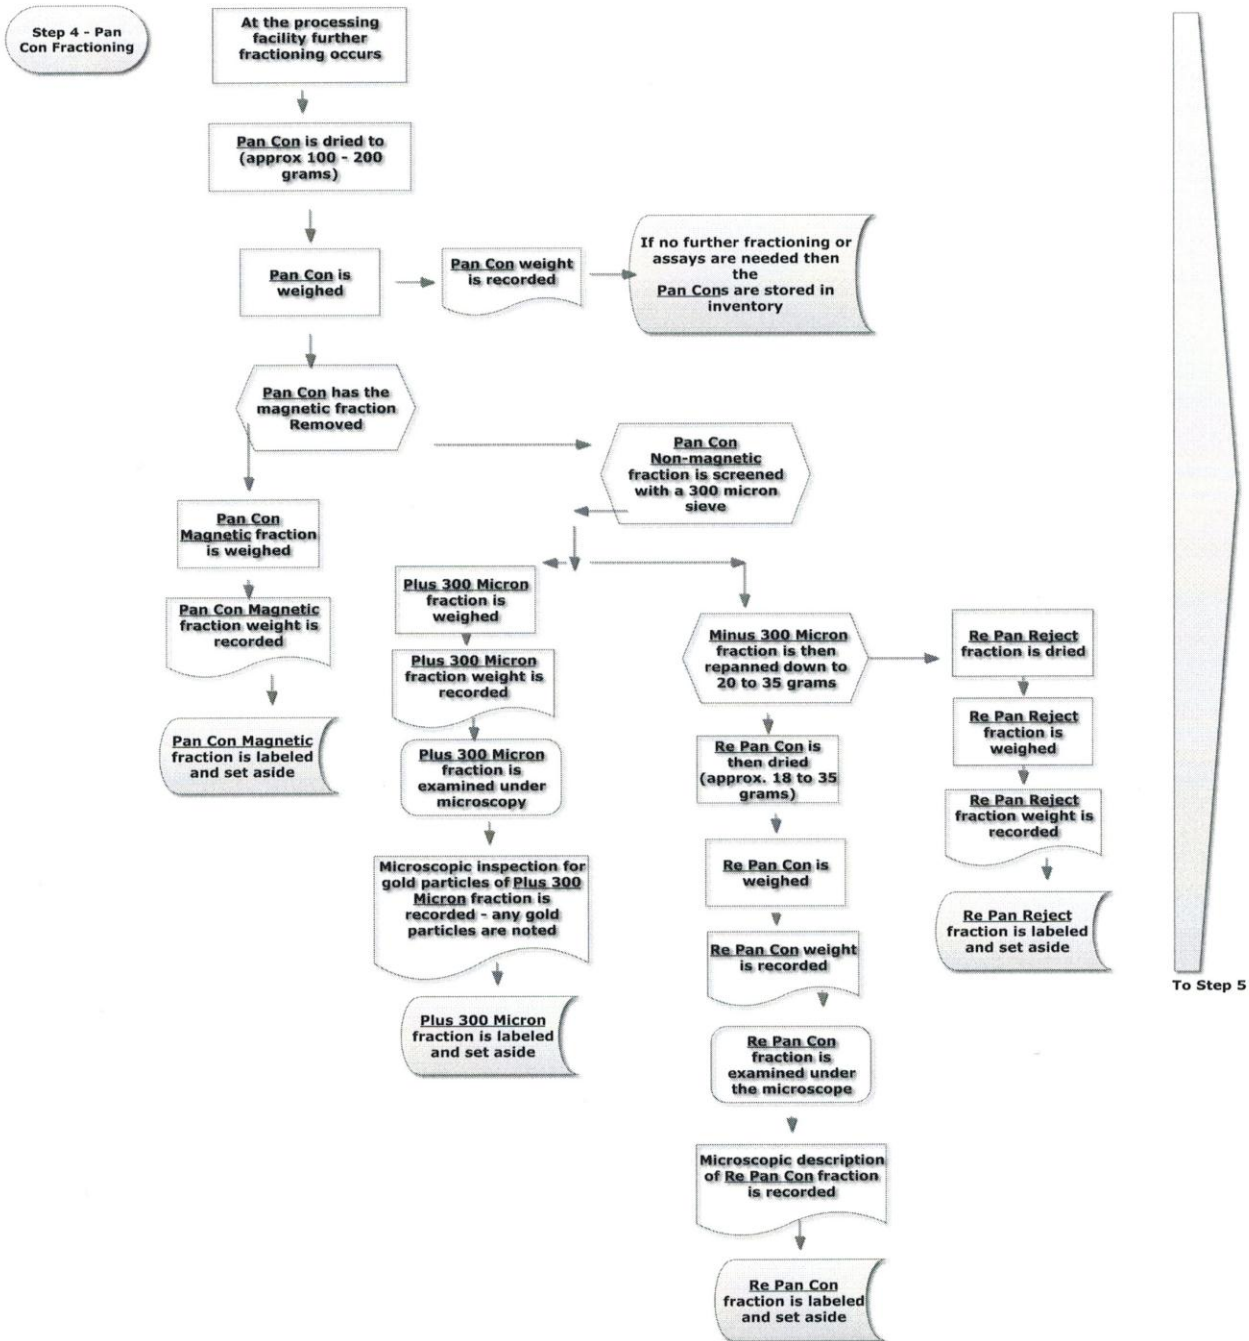 Step 4 - Pan
Con Fractioning
At the processing
facility further
fractioning occurs
Pan Con is dried to
(approx 100 - 200
grams)
Pan Con is
weighed
Pan Con weight
is recorded
If no further fractioning or
assays are needed then
the
Pan Cons are stored in
inventory
Pan Con has the
magnetic fraction
Removed
Pan Con
Non-magnetic
fraction is screened
with a 300 micron
sieve
Pan Con
Magnetic fraction
is weighed
Pan Con Magnetic
fraction weight is
recorded
Pan Con Magnetic
fraction is labeled
and set aside
Plus 300 Micron
fraction is
weighed
Plus 300 Micron
fraction weight is
recorded
Plus 300 Micron
fraction is
examined under
microscopy
Microscopic inspection for
gold particles of Plus 300
Micron fraction is
recorded - any gold
particles are noted
Plus 300 Micron
fraction is labeled
and set aside
Minus 300 Micron
fraction is then
repanned down to
20 to 35 grams
Re Pan Con is
then dried
(approx. 18 to 35
grams)
Re Pan Con is
weighed
Re Pan Con weight
is recorded
Re Pan Con
fraction is
examined under
the microscope
Microscopic description
of Re Pan Con fraction
is recorded
Re Pan Con
fraction is labeled
and set aside
Re Pan Reject
fraction is dried
Re Pan Reject
fraction is
weighed
Re Pan Reject
fraction weight is
recorded
Re Pan Reject
fraction is labeled
and set aside
To Step 5